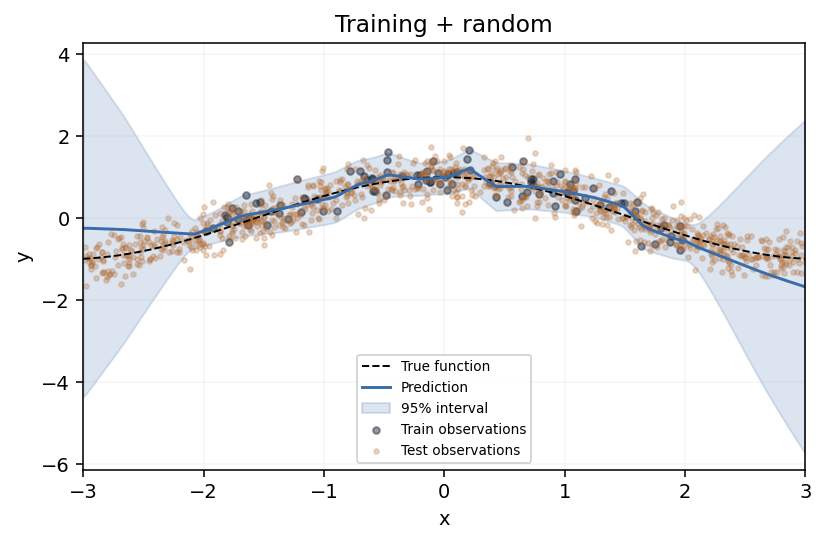 Training + random
4
2
0
−2
−4
−6
y
True function
Prediction
95% interval
Train observations
Test observations
−3 −2 −1 0 1 2 3
x